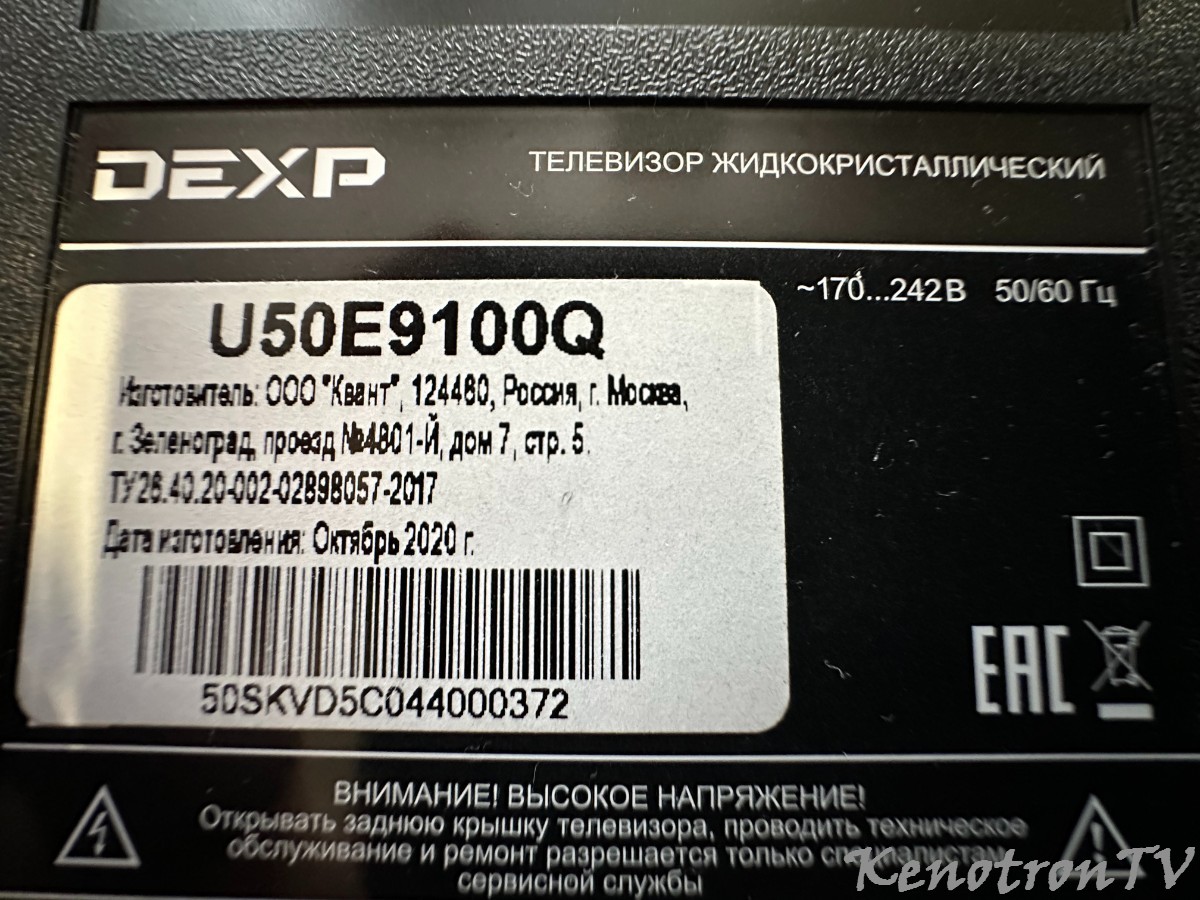 DEXP
ТЕЛЕВИЗОР ЖИДКОКРИСТАЛЛИЧЕСКИЙ
~170...242В 50/60 Гц
U50E9100Q
Изготовитель: ООО "Квант", 124460, Россия, г. Москва,
г. Зеленоград, проезд №4801-Й, дом 7, стр. 5.
ТУ26.40.20-002-02898057-2017
Дата изготовления: Октябрь 2020 г.
50SKVD5C044000372
EAC
ВНИМАНИЕ! ВЫСОКОЕ НАПРЯЖЕНИЕ!
Открывать заднюю крышку телевизора, проводить техническое
обслуживание и ремонт разрешается только специалистам
сервисной службы
KenotronTV